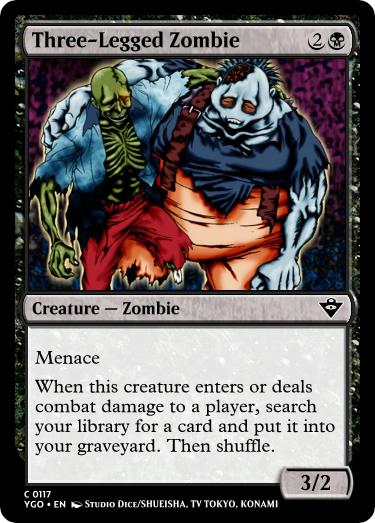 Three-Legged Zombie 2
Creature — Zombie
Menace
When this creature enters or deals
combat damage to a player, search
your library for a card and put it into
your graveyard. Then shuffle.
3/2
C 0117
YGO • EN Studio Dice/SHUEISHA, TV TOKYO, KONAMI